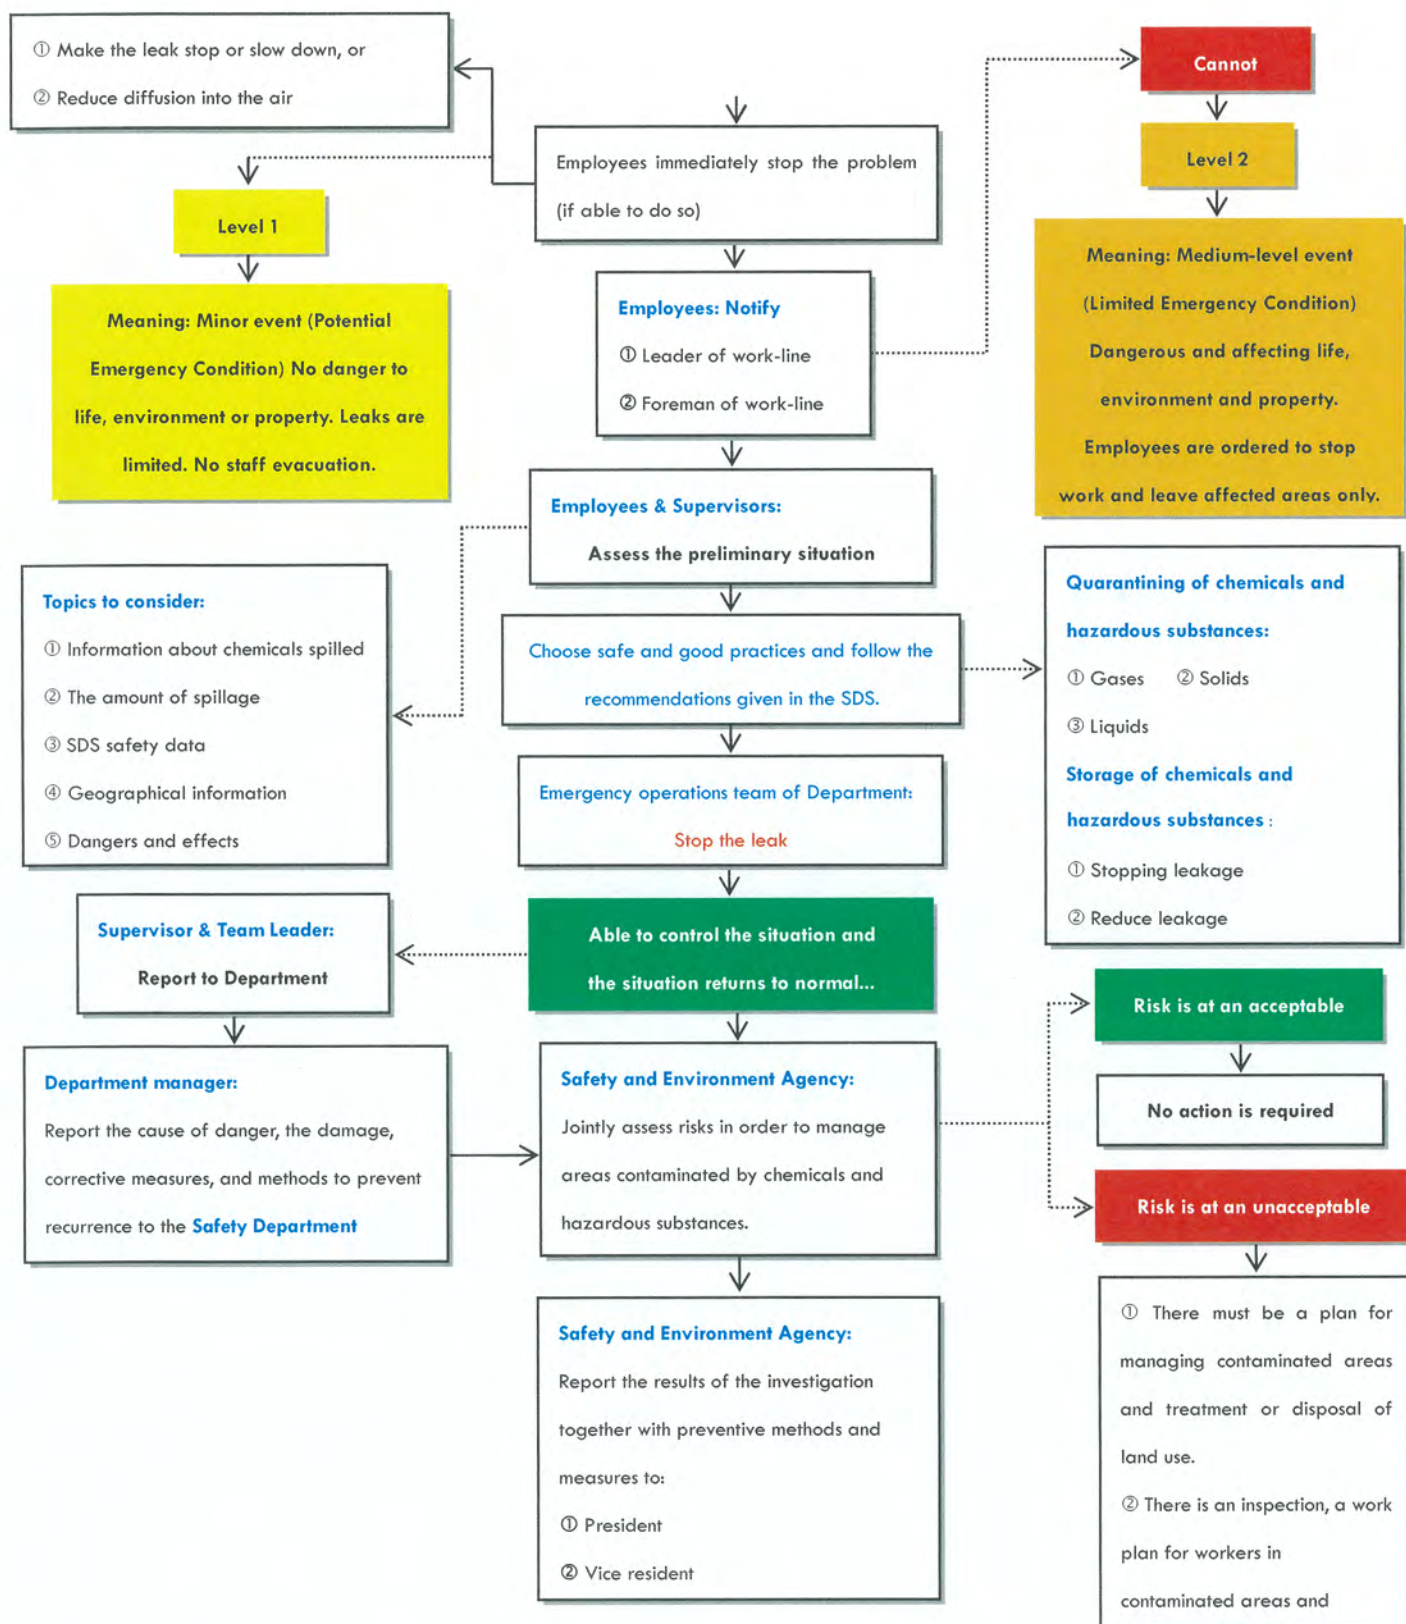 ① Make the leak stop or slow down, or
② Reduce diffusion into the air
Cannot
Employees immediately stop the problem
(if able to do so)
Level 2
Level 1
Meaning: Minor event (Potential
Emergency Condition) No danger to
life, environment or property. Leaks are
limited. No staff evacuation.
Employees: Notify
① Leader of work-line
② Foreman of work-line
Meaning: Medium-level event
(Limited Emergency Condition)
Dangerous and affecting life,
environment and property.
Employees are ordered to stop
work and leave affected areas only.
Employees & Supervisors:
Assess the preliminary situation
Topics to consider:
① Information about chemicals spilled
② The amount of spillage
③ SDS safety data
④ Geographical information
⑤ Dangers and effects
Choose safe and good practices and follow the
recommendations given in the SDS.
Quarantining of chemicals and
hazardous substances:
① Gases ② Solids
③ Liquids
Storage of chemicals and
hazardous substances :
① Stopping leakage
② Reduce leakage
Emergency operations team of Department:
Stop the leak
Supervisor & Team Leader:
Report to Department
Able to control the situation and
the situation returns to normal...
Risk is at an acceptable
No action is required
Department manager:
Report the cause of danger, the damage,
corrective measures, and methods to prevent
recurrence to the Safety Department
Safety and Environment Agency:
Jointly assess risks in order to manage
areas contaminated by chemicals and
hazardous substances.
Risk is at an unacceptable
Safety and Environment Agency:
Report the results of the investigation
together with preventive methods and
measures to:
① President
② Vice resident
① There must be a plan for
managing contaminated areas
and treatment or disposal of
land use.
② There is an inspection, a work
plan for workers in
contaminated areas and